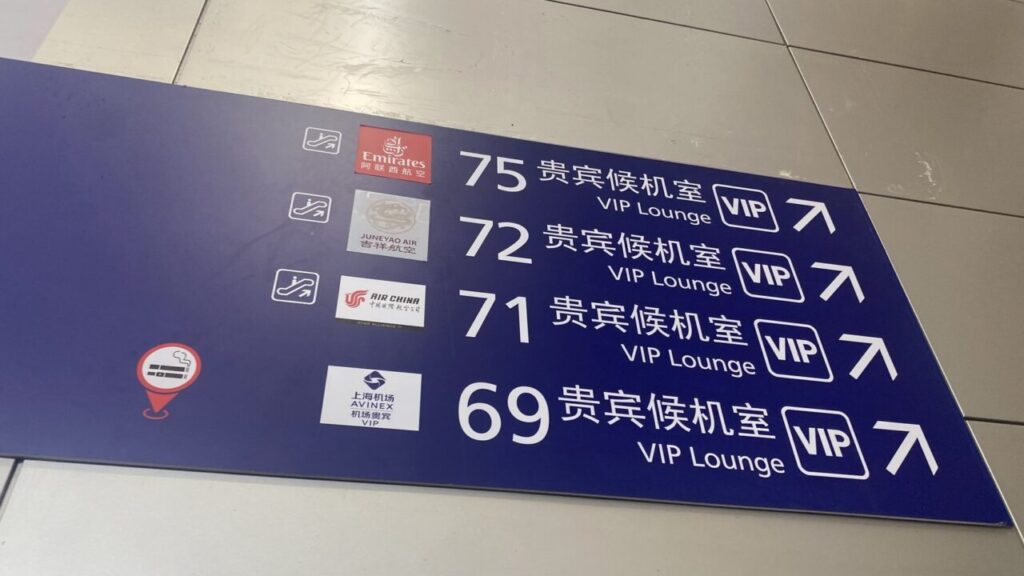 Emirates
阿联酋航空
75 贵宾候机室 VIP
VIP Lounge
JUNEYAO AIR
吉祥航空
72 贵宾候机室 VIP
VIP Lounge
AIR CHINA
中国国际航空公司
71 贵宾候机室 VIP
VIP Lounge
上海机场
AVINEX
机场贵宾
VIP
69 贵宾候机室 VIP
VIP Lounge